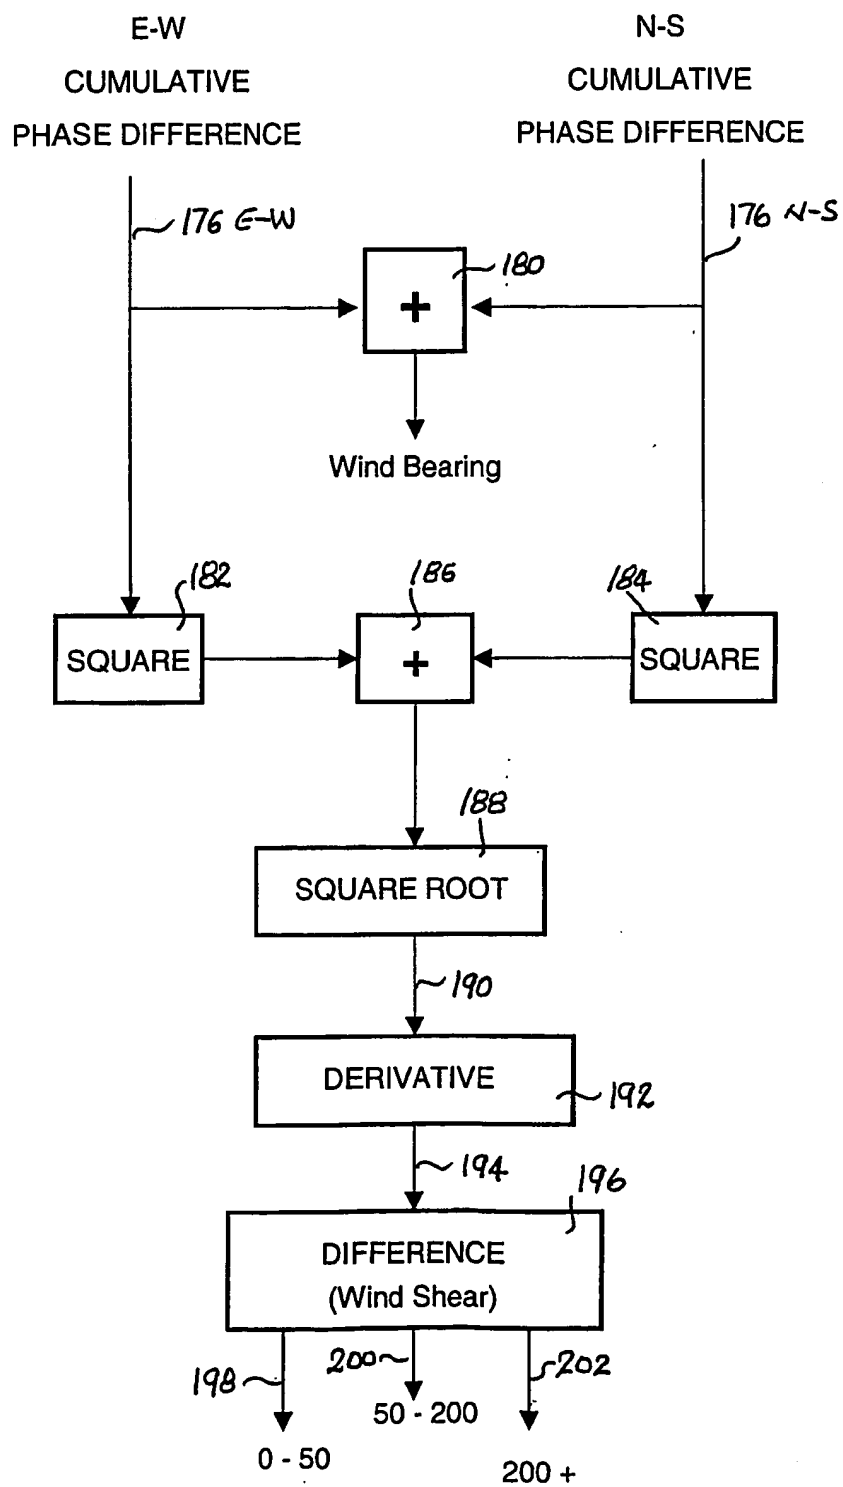 E-W
CUMULATIVE
PHASE DIFFERENCE
N-S
CUMULATIVE
PHASE DIFFERENCE
176 E-W
176 N-S
180
+
Wind Bearing
182
186
184
SQUARE
+
SQUARE
188
SQUARE ROOT
190
DERIVATIVE
192
194
196
DIFFERENCE
(Wind Shear)
198
200
202
0 - 50
50 - 200
200 +